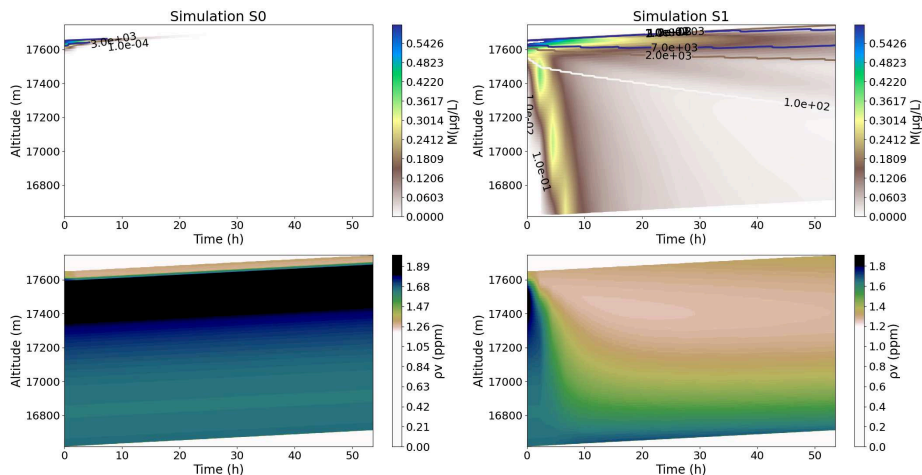 Simulation S0
Altitude (m)
17600
17400
17200
17000
16800
3.0e+03
1.0e-04
0 10 20 30 40 50
Time (h)
0.5426
0.4823
0.4220
0.3617
0.3014
0.2412
0.1809
0.1206
0.0603
0.0000
M(µg/L)
Simulation S1
Altitude (m)
17600
17400
17200
17000
16800
7.0e+03
2.0e+03
1.0e+02
1.0e-02
1.0e-01
0 10 20 30 40 50
Time (h)
0.5426
0.4823
0.4220
0.3617
0.3014
0.2412
0.1809
0.1206
0.0603
0.0000
M(µg/L)
Altitude (m)
17600
17400
17200
17000
16800
0 10 20 30 40 50
Time (h)
1.89
1.68
1.47
1.26
1.05
0.84
0.63
0.42
0.21
0.00
ρv (ppm)
Altitude (m)
17600
17400
17200
17000
16800
0 10 20 30 40 50
Time (h)
1.8
1.6
1.4
1.2
1.0
0.8
0.6
0.4
0.2
0.0
ρv (ppm)